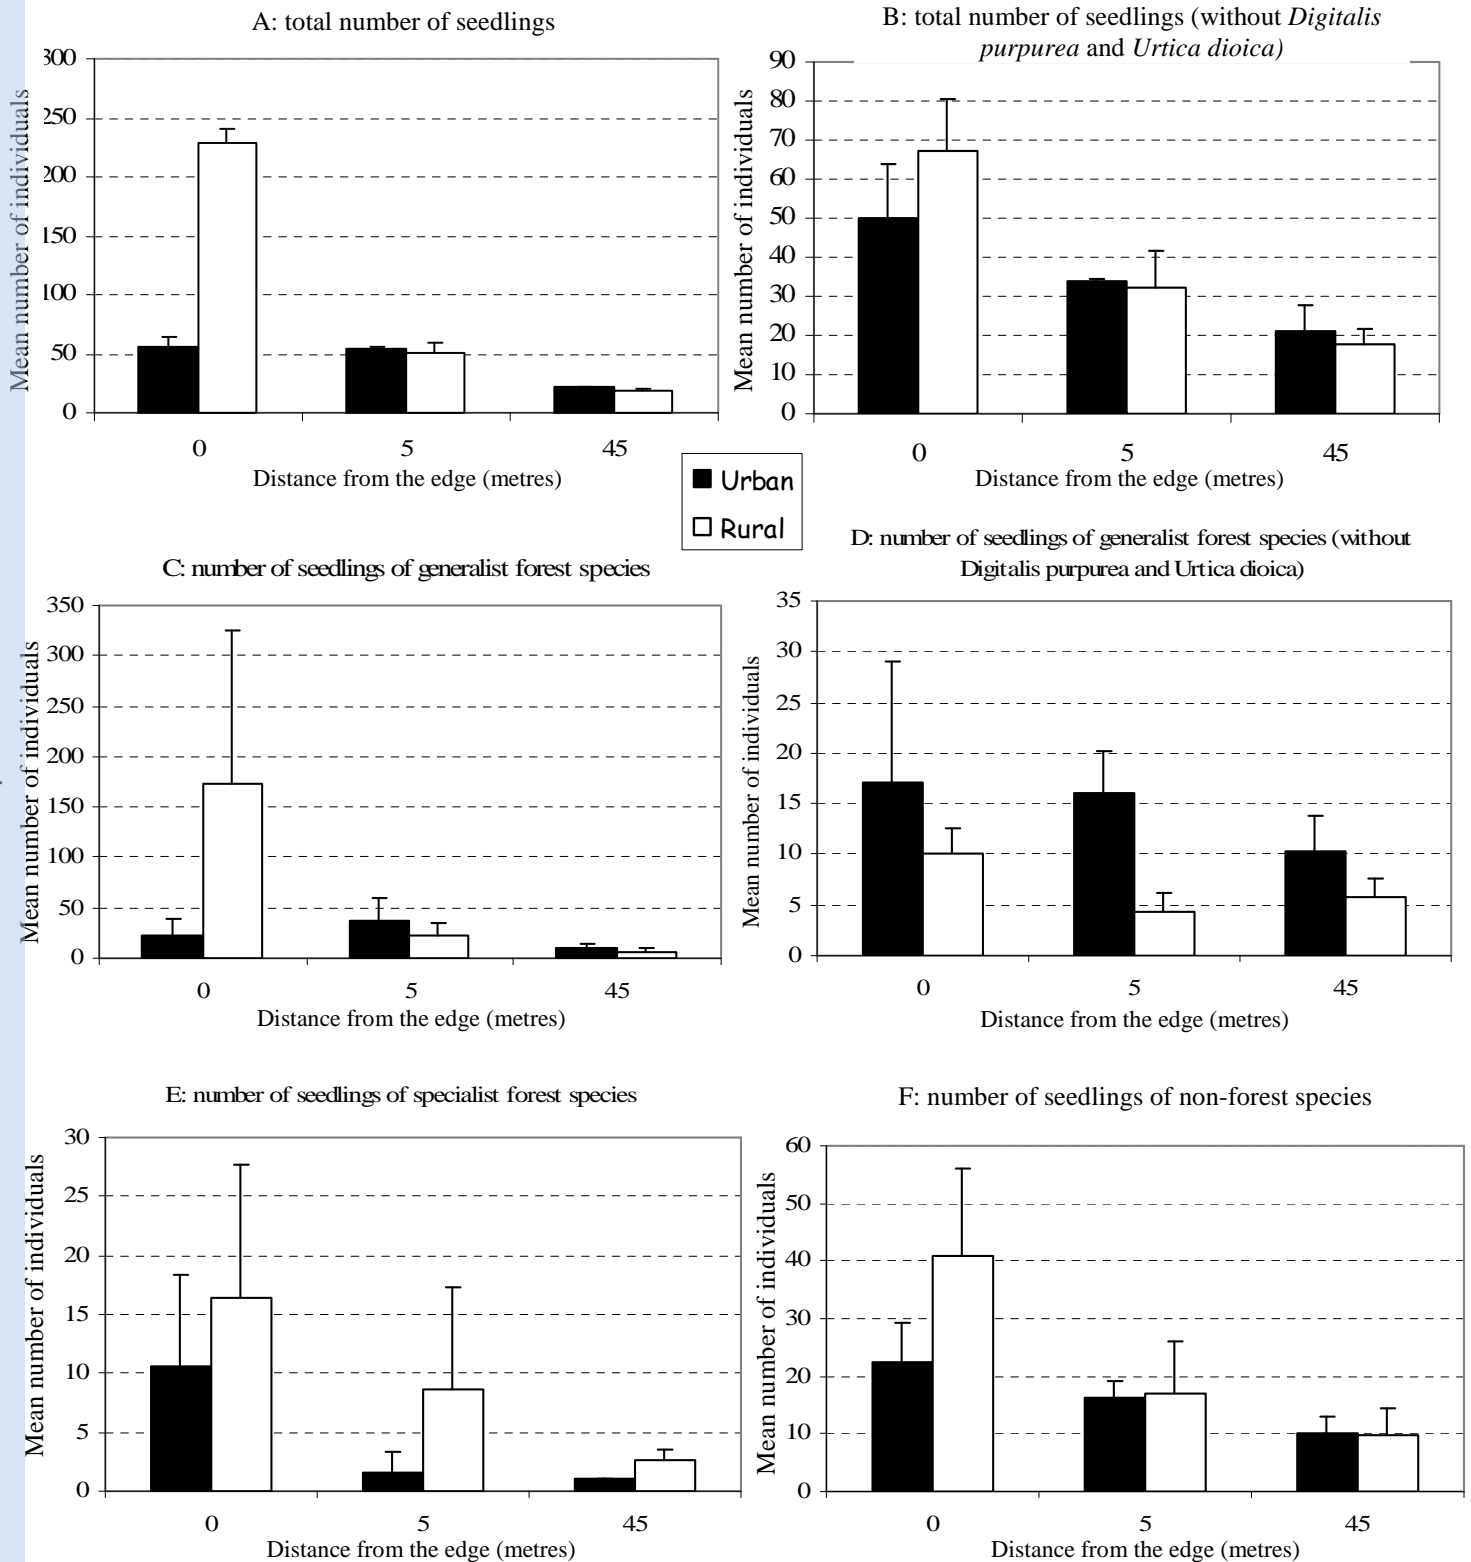 A: total number of seedlings
300
250
200
150
100
50
0
Mean number of individuals
0 5 45
Distance from the edge (metres)
B: total number of seedlings (without Digitalis
purpurea and Urtica dioica)
90
80
70
60
50
40
30
20
10
0
Mean number of individuals
0 5 45
Distance from the edge (metres)
Urban
Rural
C: number of seedlings of generalist forest species
350
300
250
200
150
100
50
0
Mean number of individuals
0 5 45
Distance from the edge (metres)
D: number of seedlings of generalist forest species (without
Digitalis purpurea and Urtica dioica)
35
30
25
20
15
10
5
0
Mean number of individuals
0 5 45
Distance from the edge (metres)
E: number of seedlings of specialist forest species
30
25
20
15
10
5
0
Mean number of individuals
0 5 45
Distance from the edge (metres)
F: number of seedlings of non-forest species
60
50
40
30
20
10
0
Mean number of individuals
0 5 45
Distance from the edge (metres)